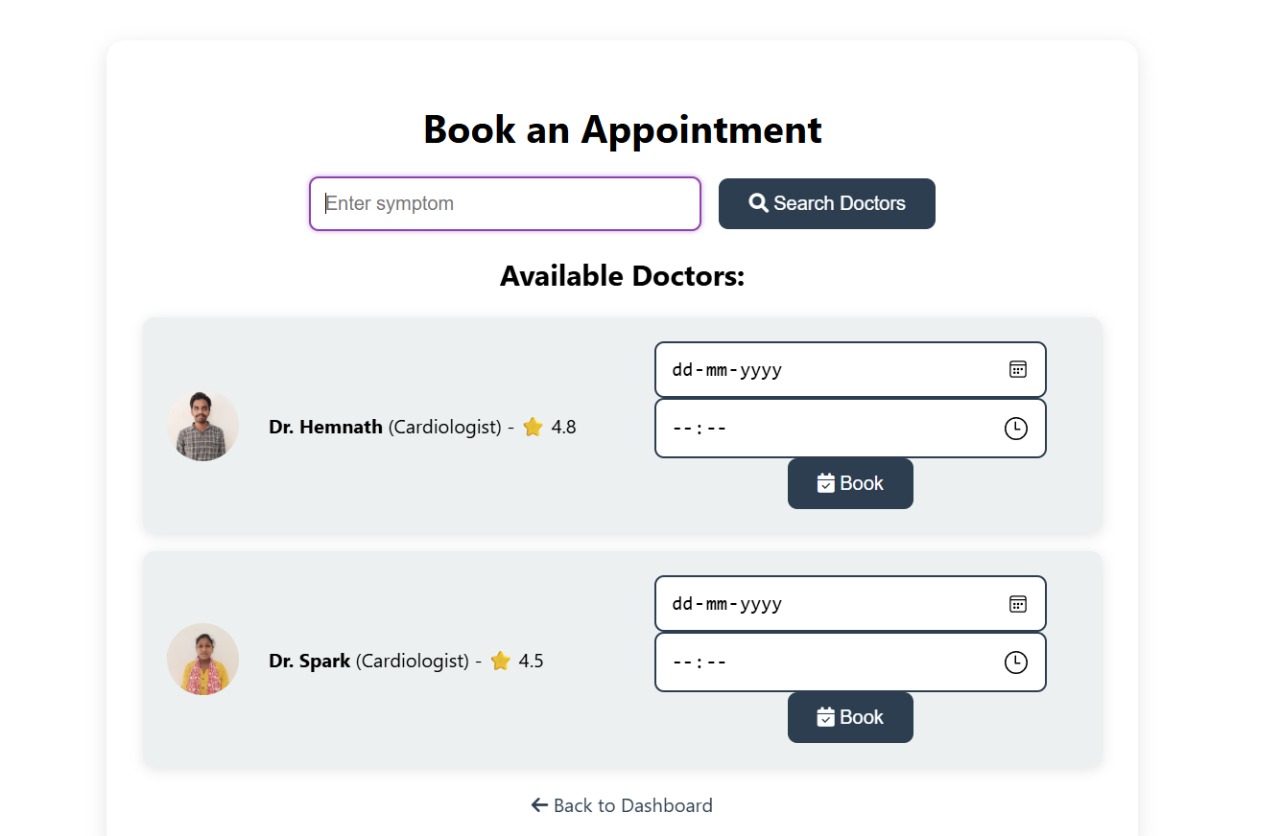 Book an Appointment
Enter symptom
Search Doctors
Available Doctors:
dd-mm-yyyy
Dr. Hemnath (Cardiologist) - ⭐ 4.8
--:--
Book
dd-mm-yyyy
Dr. Spark (Cardiologist) - ⭐ 4.5
--:--
Book
Back to Dashboard